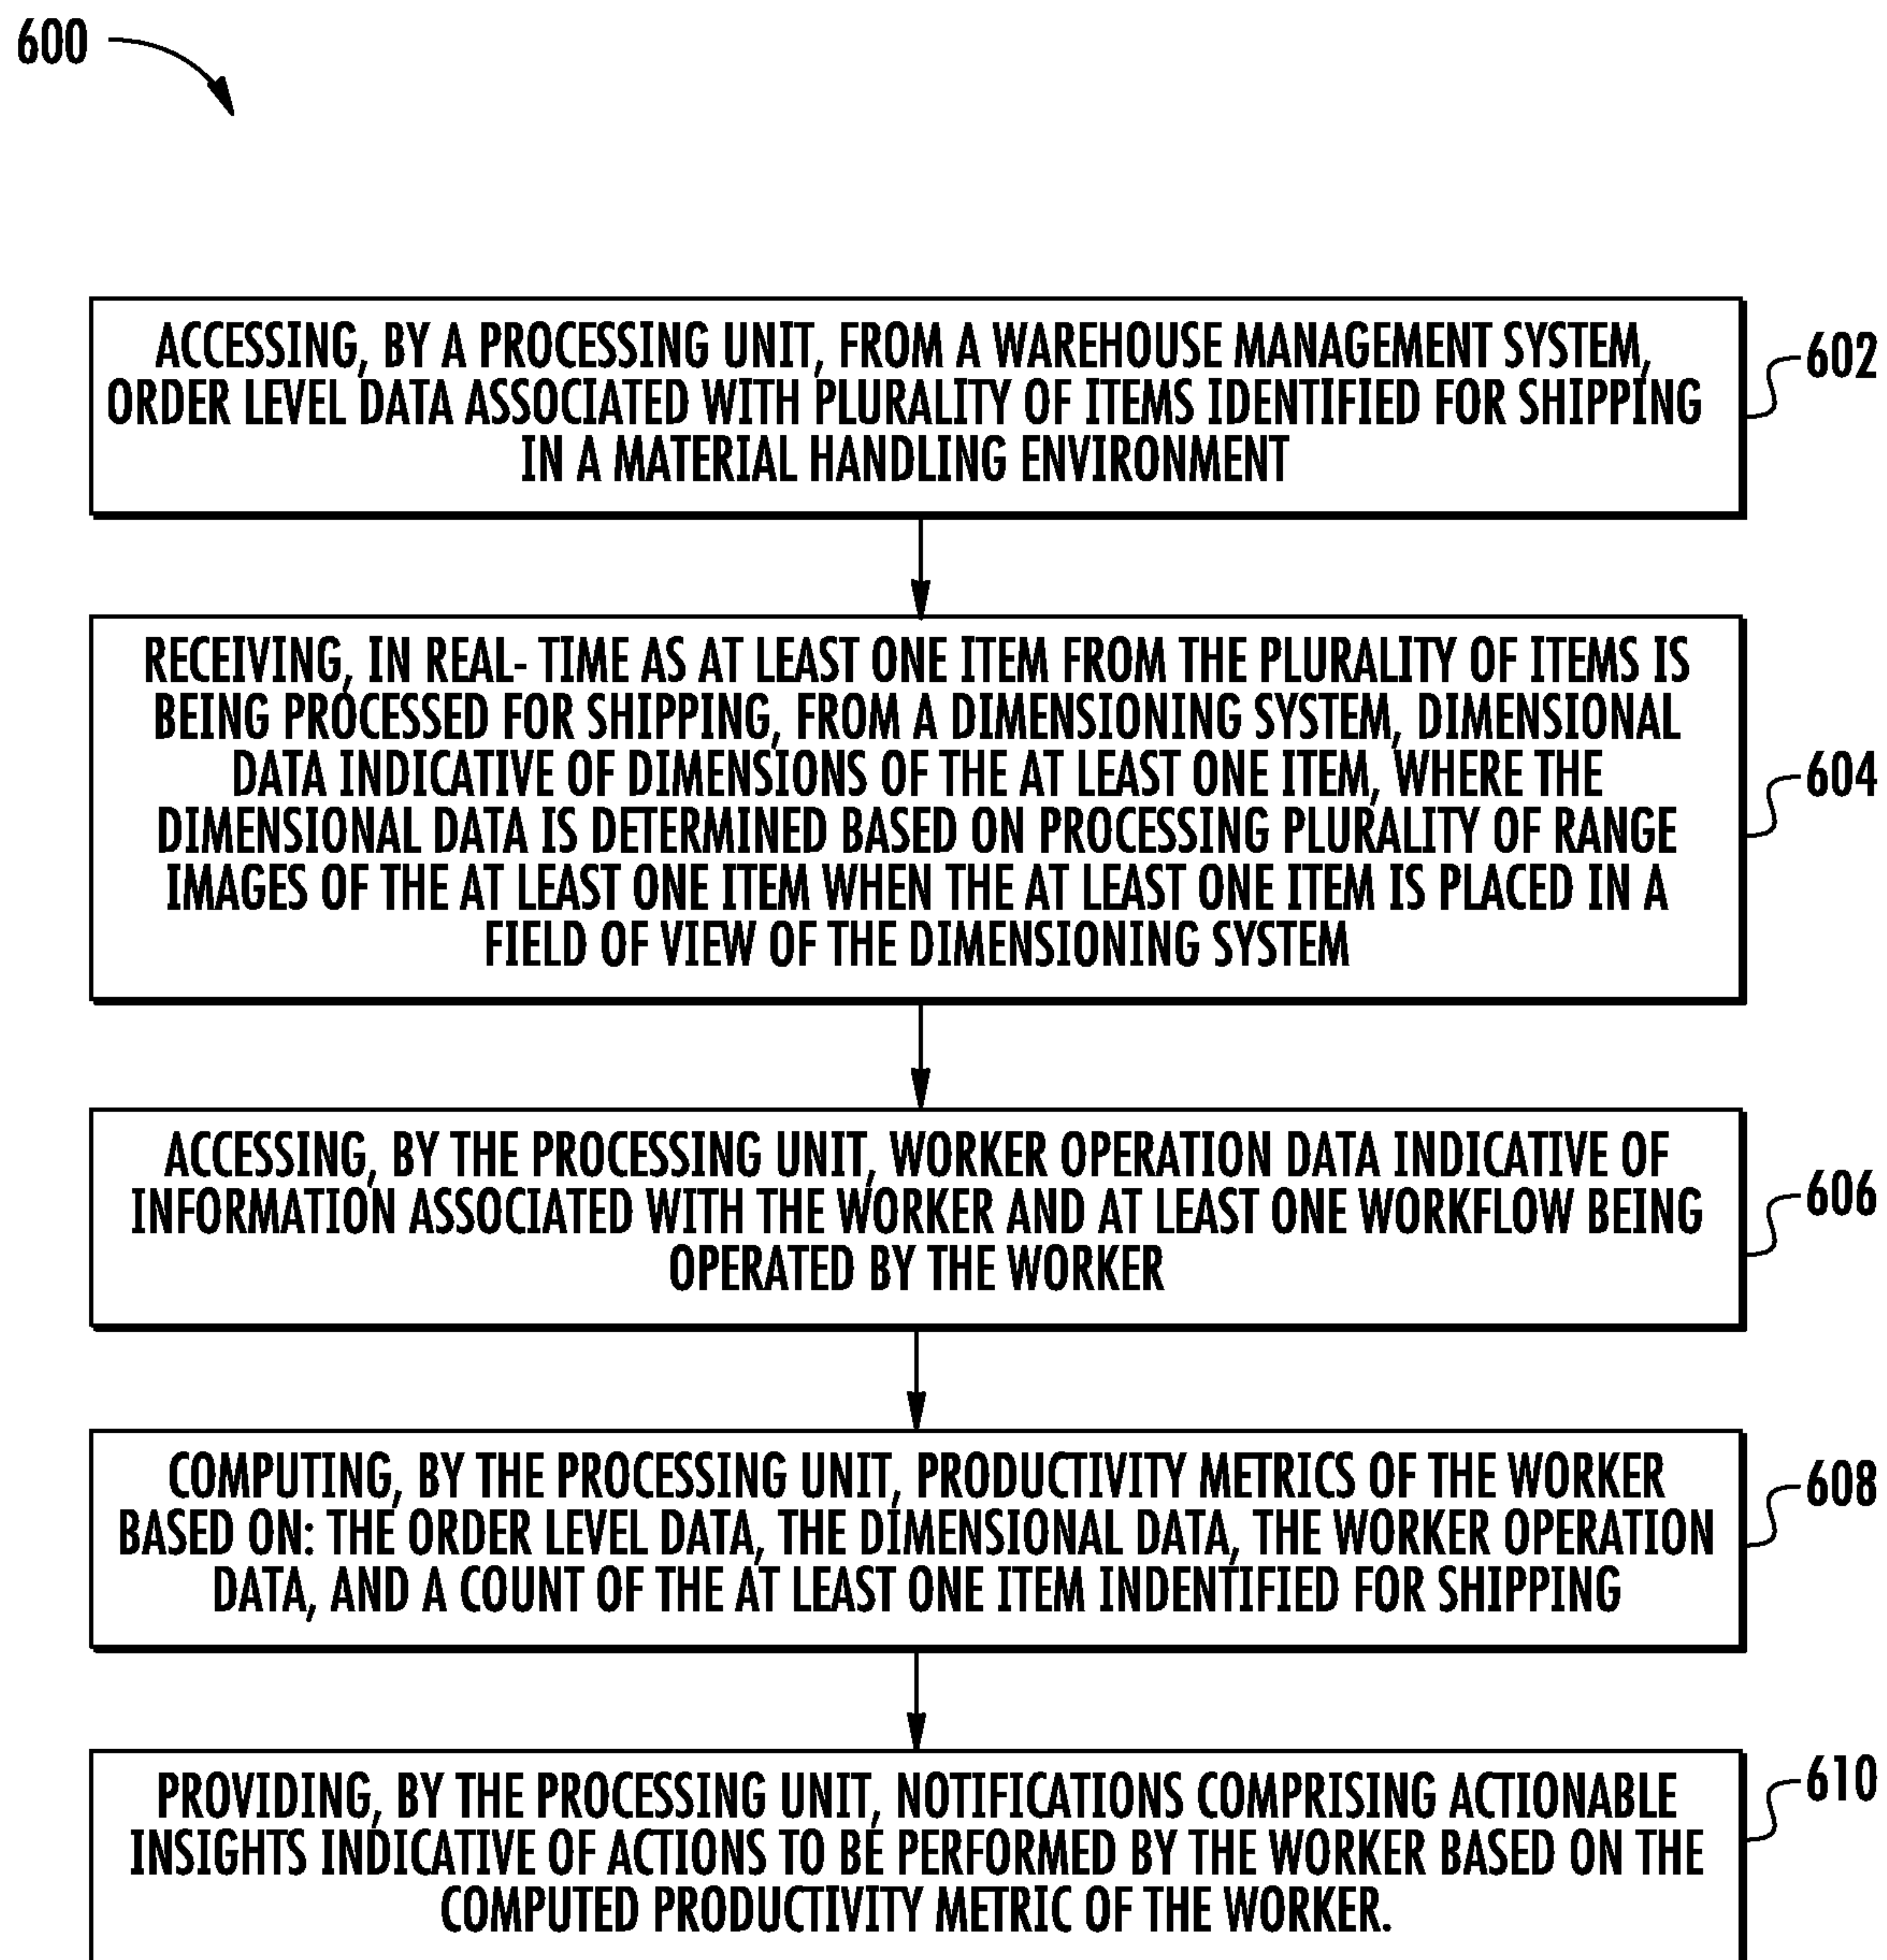 600
ACCESSING, BY A PROCESSING UNIT, FROM A WAREHOUSE MANAGEMENT SYSTEM,
ORDER LEVEL DATA ASSOCIATED WITH PLURALITY OF ITEMS IDENTIFIED FOR SHIPPING
IN A MATERIAL HANDLING ENVIRONMENT
602
RECEIVING, IN REAL- TIME AS AT LEAST ONE ITEM FROM THE PLURALITY OF ITEMS IS
BEING PROCESSED FOR SHIPPING, FROM A DIMENSIONING SYSTEM, DIMENSIONAL
DATA INDICATIVE OF DIMENSIONS OF THE AT LEAST ONE ITEM, WHERE THE
DIMENSIONAL DATA IS DETERMINED BASED ON PROCESSING PLURALITY OF RANGE
IMAGES OF THE AT LEAST ONE ITEM WHEN THE AT LEAST ONE ITEM IS PLACED IN A
FIELD OF VIEW OF THE DIMENSIONING SYSTEM
604
ACCESSING, BY THE PROCESSING UNIT, WORKER OPERATION DATA INDICATIVE OF
INFORMATION ASSOCIATED WITH THE WORKER AND AT LEAST ONE WORKFLOW BEING
OPERATED BY THE WORKER
606
COMPUTING, BY THE PROCESSING UNIT, PRODUCTIVITY METRICS OF THE WORKER
BASED ON: THE ORDER LEVEL DATA, THE DIMENSIONAL DATA, THE WORKER OPERATION
DATA, AND A COUNT OF THE AT LEAST ONE ITEM INDENTIFIED FOR SHIPPING
608
PROVIDING, BY THE PROCESSING UNIT, NOTIFICATIONS COMPRISING ACTIONABLE
INSIGHTS INDICATIVE OF ACTIONS TO BE PERFORMED BY THE WORKER BASED ON THE
COMPUTED PRODUCTIVITY METRIC OF THE WORKER.
610